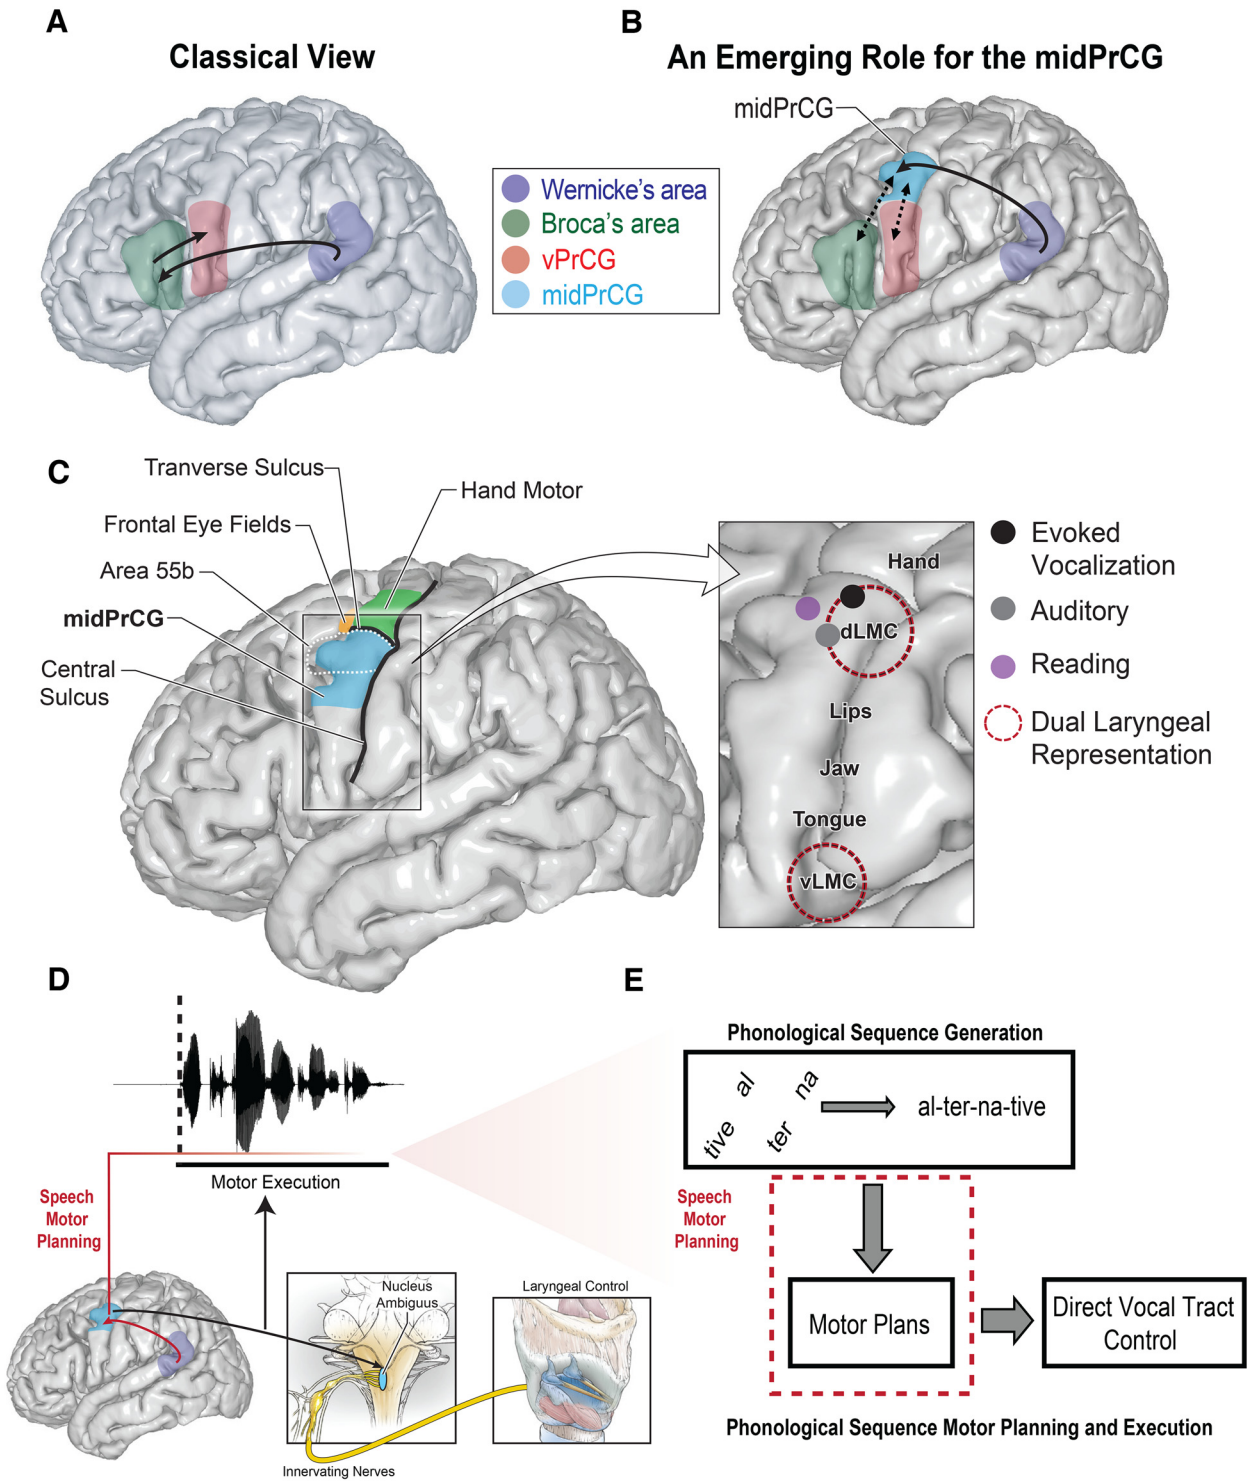 A
Classical View
B
An Emerging Role for the midPrCG
midPrCG
Wernicke's area
Broca's area
vPrCG
midPrCG
C
Tranverse Sulcus
Hand Motor
Frontal Eye Fields
Area 55b
midPrCG
Central
Sulcus
Hand
dLMC
Lips
Jaw
Tongue
vLMC
Evoked
Vocalization
Auditory
Reading
Dual Laryngeal
Representation
D
Motor Execution
Speech
Motor
Planning
Nucleus
Ambiguus
Laryngeal Control
Innervating Nerves
E
Phonological Sequence Generation
al
na
tive
ter
al-ter-na-tive
Speech
Motor
Planning
Motor Plans
Direct Vocal Tract
Control
Phonological Sequence Motor Planning and Execution